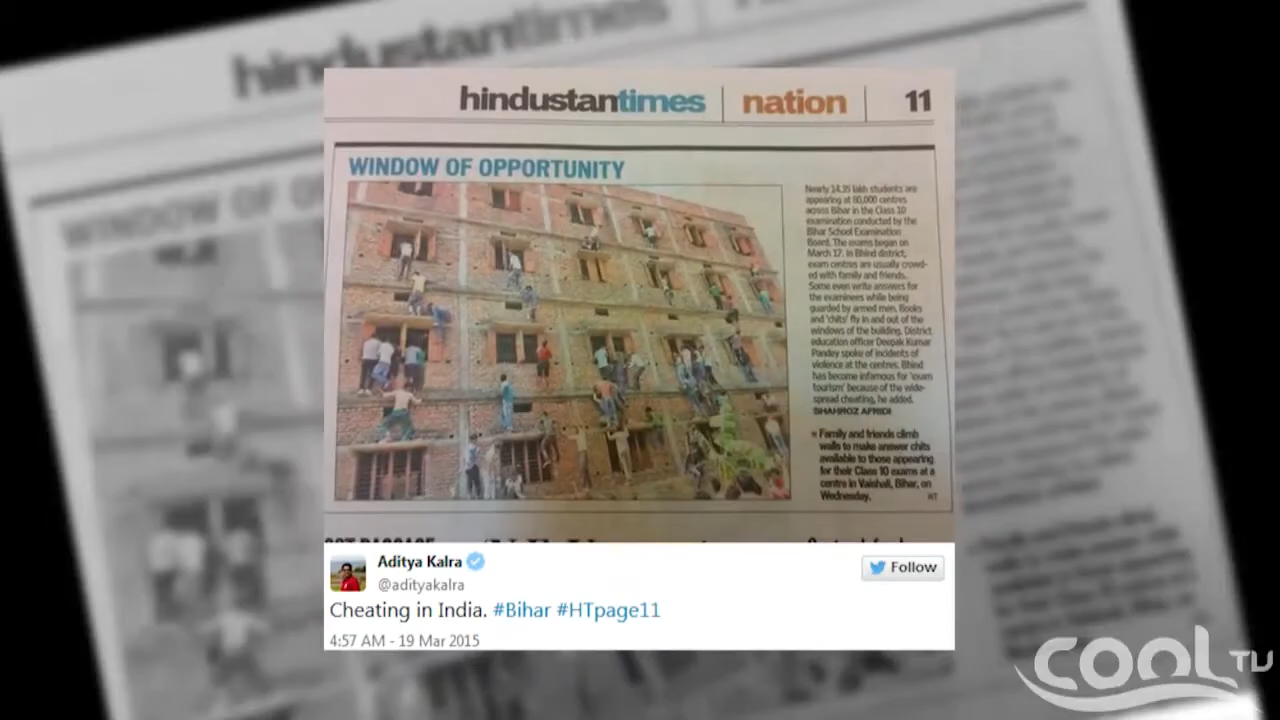 hindustantimes
hindustantimes nation 11
WINDOW OF OPPORTUNITY
Nearly 14.35 lakh students are
appearing at 80,000 centres
across Bihar in the Class 10
examination conducted by the
Bihar School Examination
Board. The exams began on
March 17. In Bhind district,
exam centres are usually crowd-
ed with family and friends.
Some even write answers for
the examinees while being
guarded by armed men. Books
and 'chits' fly in and out of the
windows of the building. District
education officer Deepak Kumar
Pandey spoke of incidents of
violence at the centres. Bhind
has become infamous for 'exam
tourism' because of the wide-
spread cheating, he added.
SHAHROZ AFRIDI
Family and friends climb
walls to make answer chits
available to those appearing
for their Class 10 exams at a
centre in Vaishali, Bihar, on
Wednesday. HT
Aditya Kalra
@adityakalra
Follow
Cheating in India. #Bihar #HTpage11
4:57 AM - 19 Mar 2015
COOL TV